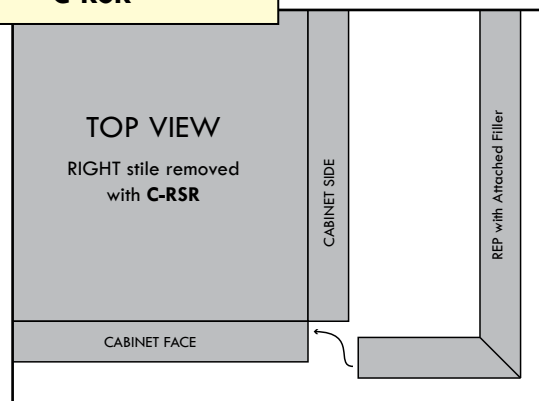 C-RSR
TOP VIEW
RIGHT stile removed
with C-RSR
CABINET SIDE
REP with Attached Filler
CABINET FACE